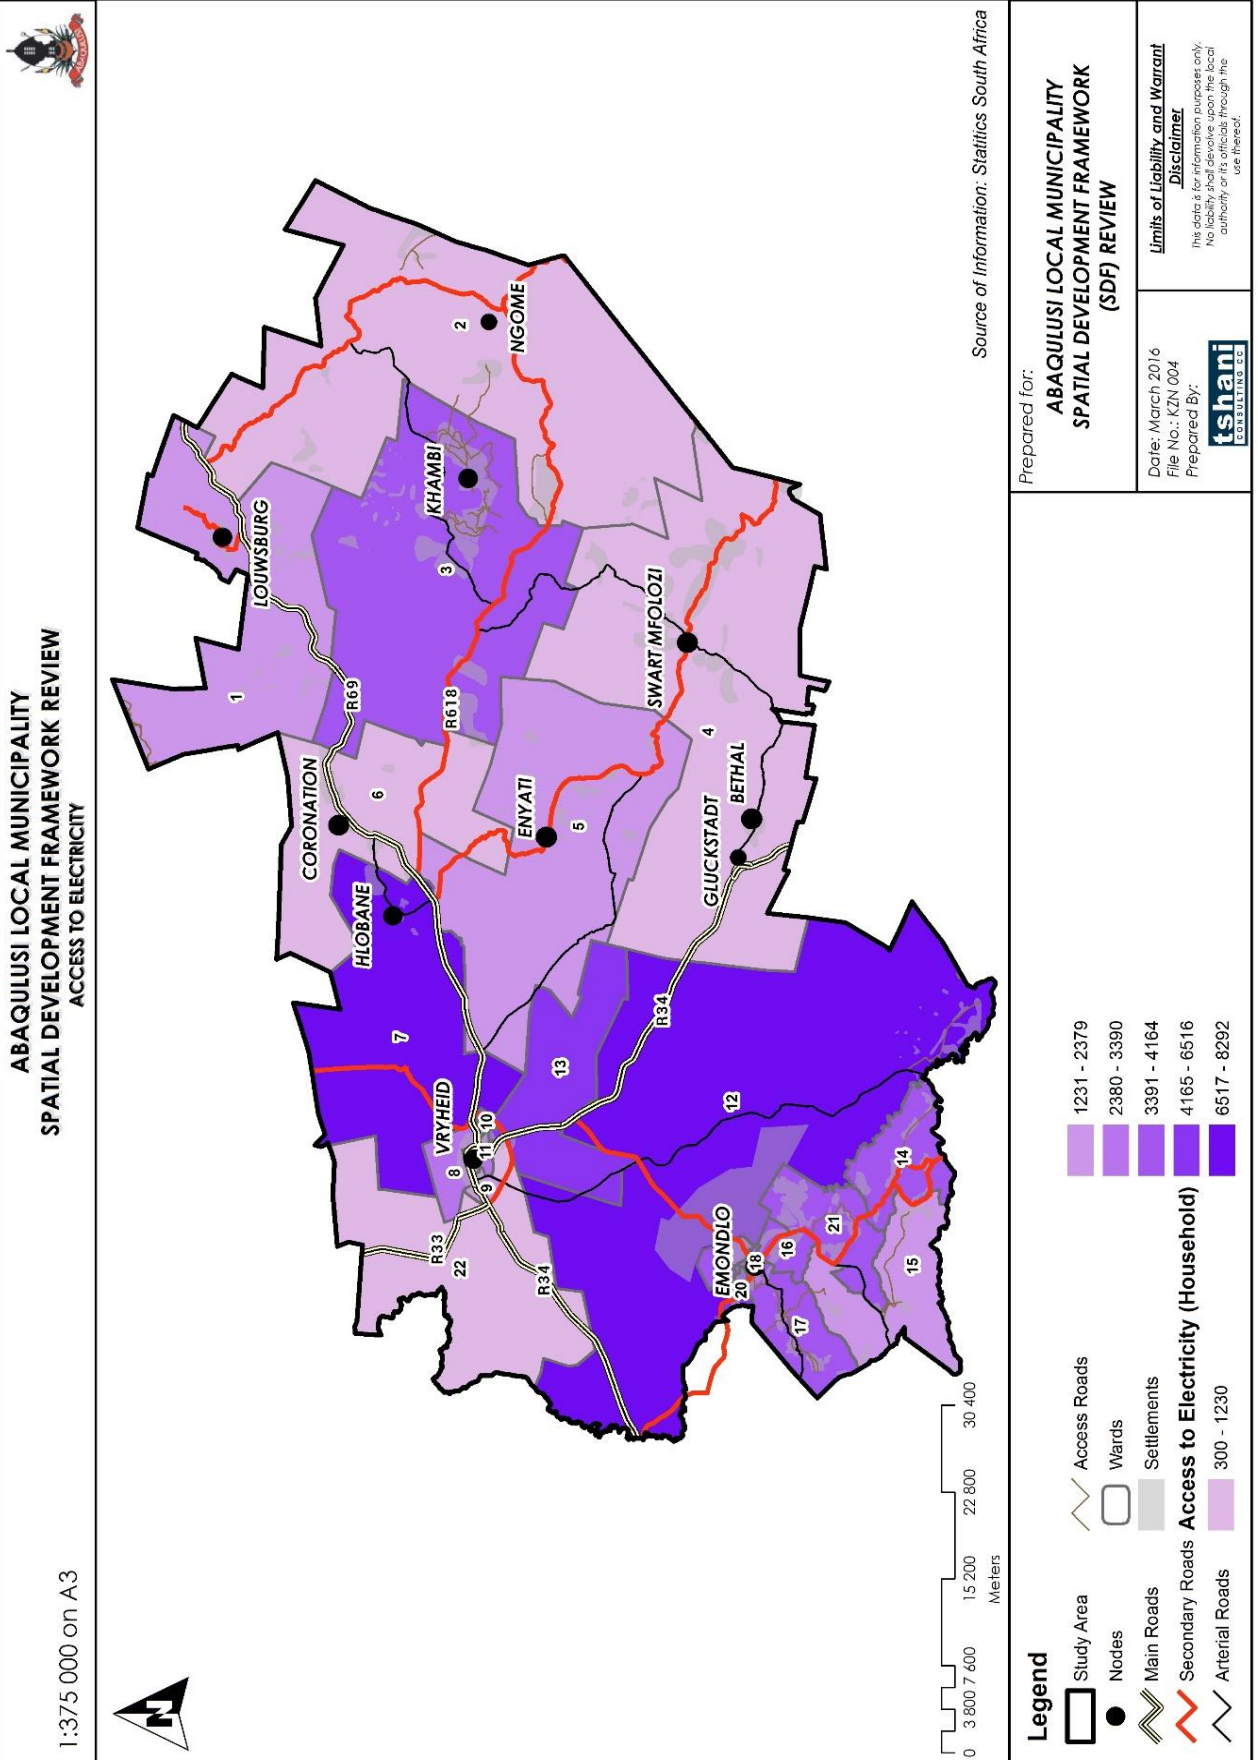 ABAQULUSI LOCAL MUNICIPALITY
SPATIAL DEVELOPMENT FRAMEWORK REVIEW
ACCESS TO ELECTRICITY
1:375 000 on A3
ABAQULUSI
N
1
2
3
4
5
6
7
8
9
10
11
12
13
14
15
16
17
18
20
21
22
LOUWSBURG
NGOME
KHAMBI
CORONATION
HLOBANE
VRYHEID
ENYATI
SWART MFOLOZI
BETHAL
GLUCKSTADT
EMONDLO
R69
R618
R33
R34
R34
Source of Information: Statitics South Africa
0 3 800 7 600 15 200 22 800 30 400
Meters
Legend
Study Area
Nodes
Main Roads
Secondary Roads
Arterial Roads
Access Roads
Wards
Settlements
Access to Electricity (Household)
300 - 1230
1231 - 2379
2380 - 3390
3391 - 4164
4165 - 6516
6517 - 8292
Prepared for:
ABAQULUSI LOCAL MUNICIPALITY
SPATIAL DEVELOPMENT FRAMEWORK
(SDF) REVIEW
Date: March 2016
File No.: KZN 004
Prepared By:
tshani
CONSULTING CC
Limits of Liability and Warrant
Disclaimer
This data is for information purposes only.
No liability shall devolve upon the local
authority or it's officials through the
use thereof.